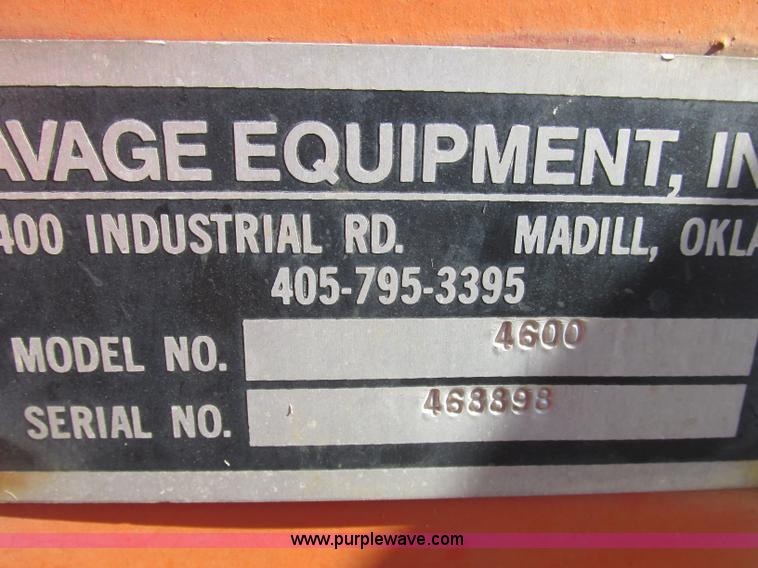 AVAGE EQUIPMENT, IN
400 INDUSTRIAL RD. MADILL, OKLA
405-795-3395
MODEL NO. 4600
SERIAL NO. 468898
www.purplewave.com